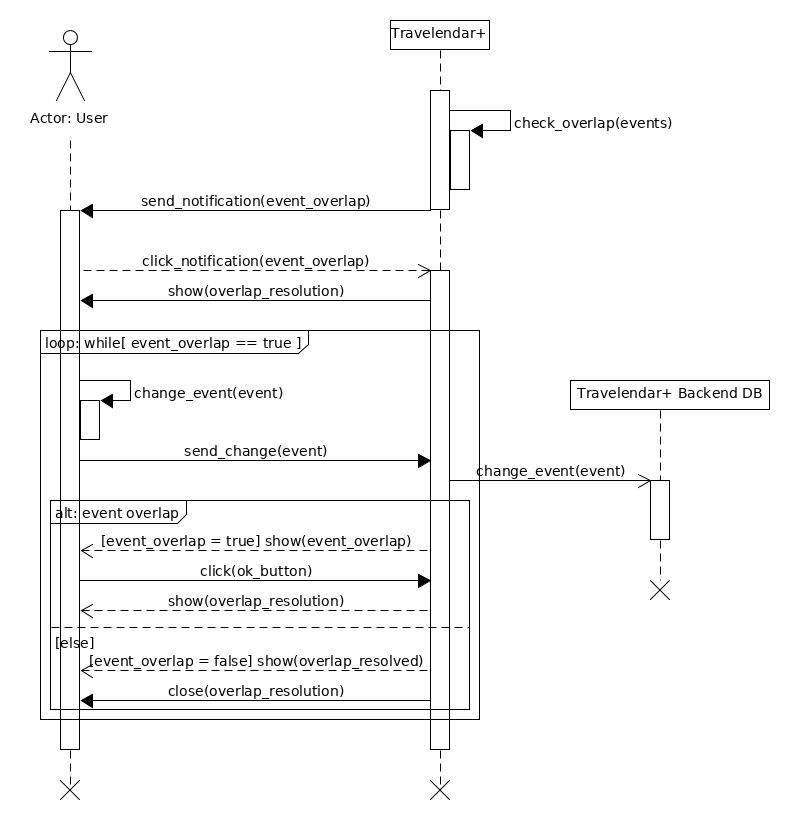 Travelendar+
Actor: User
check_overlap(events)
send_notification(event_overlap)
click_notification(event_overlap)
show(overlap_resolution)
loop: while[ event_overlap == true ]
change_event(event)
Travelendar+ Backend DB
send_change(event)
change_event(event)
alt: event overlap
[event_overlap = true] show(event_overlap)
click(ok_button)
show(overlap_resolution)
[else]
[event_overlap = false] show(overlap_resolved)
close(overlap_resolution)